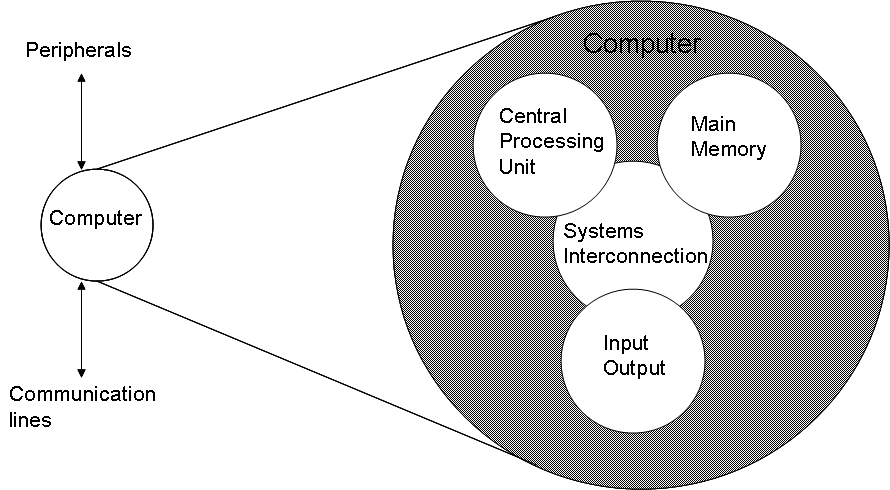 Peripherals
Computer
Communication
lines
Computer
Central
Processing
Unit
Main
Memory
Systems
Interconnection
Input
Output